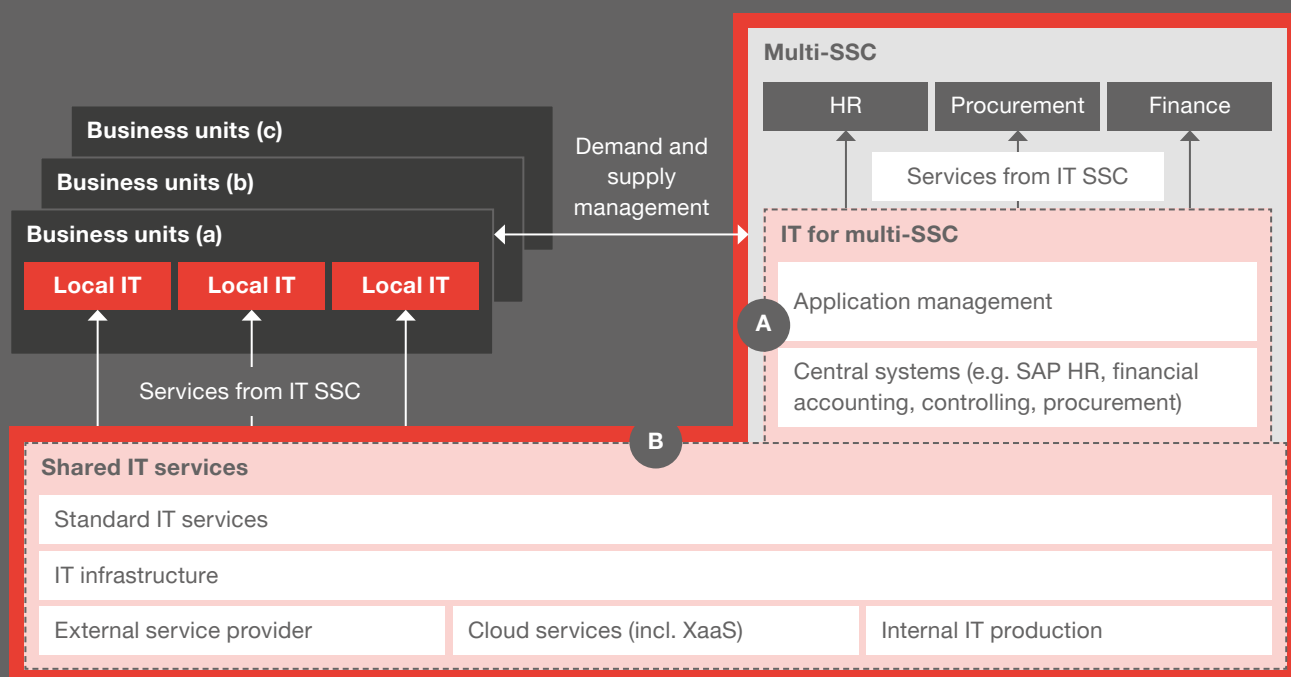 Business units (c)
Business units (b)
Business units (a)
Local IT
Local IT
Local IT
Services from IT SSC
Demand and
supply
management
Multi-SSC
HR
Procurement
Finance
Services from IT SSC
IT for multi-SSC
Application management
Central systems (e.g. SAP HR, financial
accounting, controlling, procurement)
A
B
Shared IT services
Standard IT services
IT infrastructure
External service provider
Cloud services (incl. XaaS)
Internal IT production